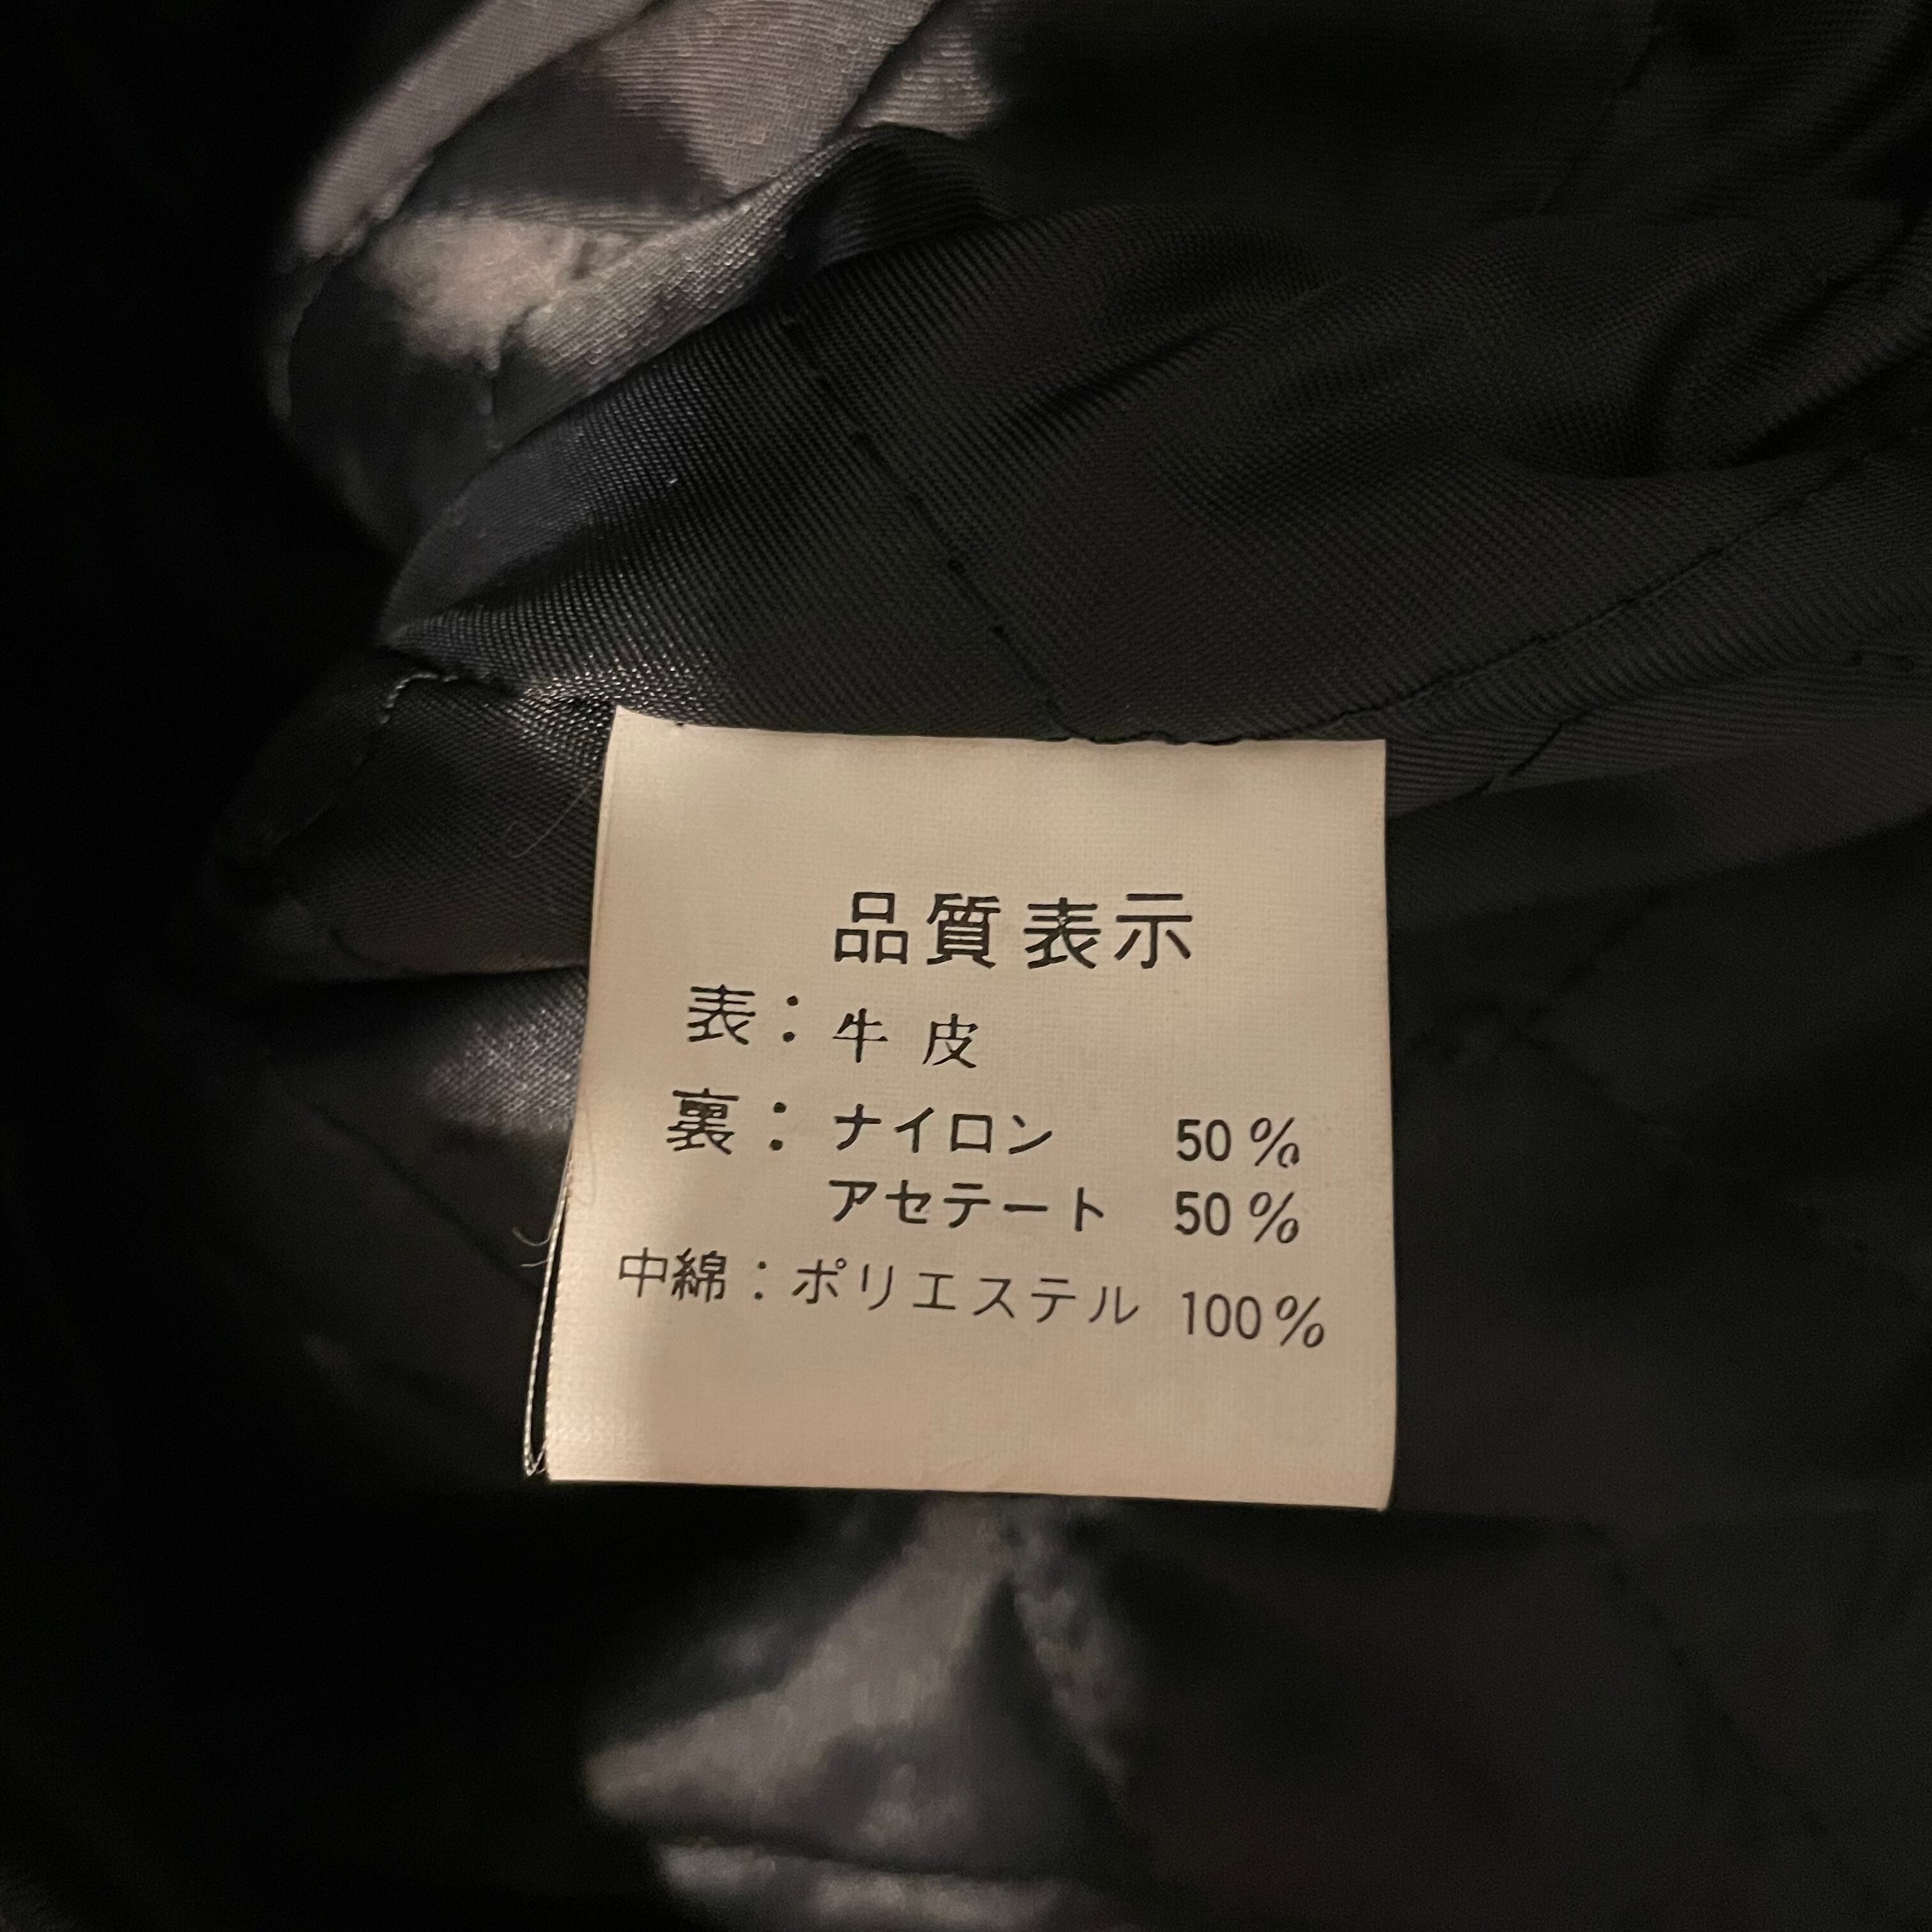 品質表示
表：牛皮
裏：ナイロン 50%
アセテート 50%
中綿：ポリエステル 100%